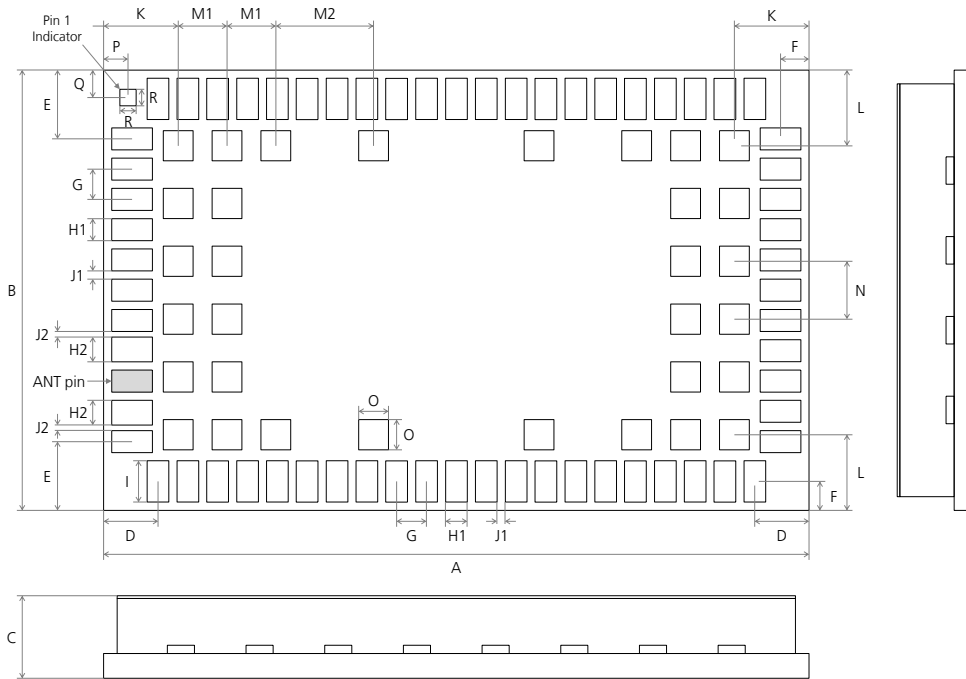 K
M1
M1
M2
K
Pin 1
Indicator
P
F
Q
E
R
L
R
G
H1
J1
B
N
J2
H2
ANT pin
O
H2
O
J2
E
I
L
F
D
G
H1
J1
D
A
C